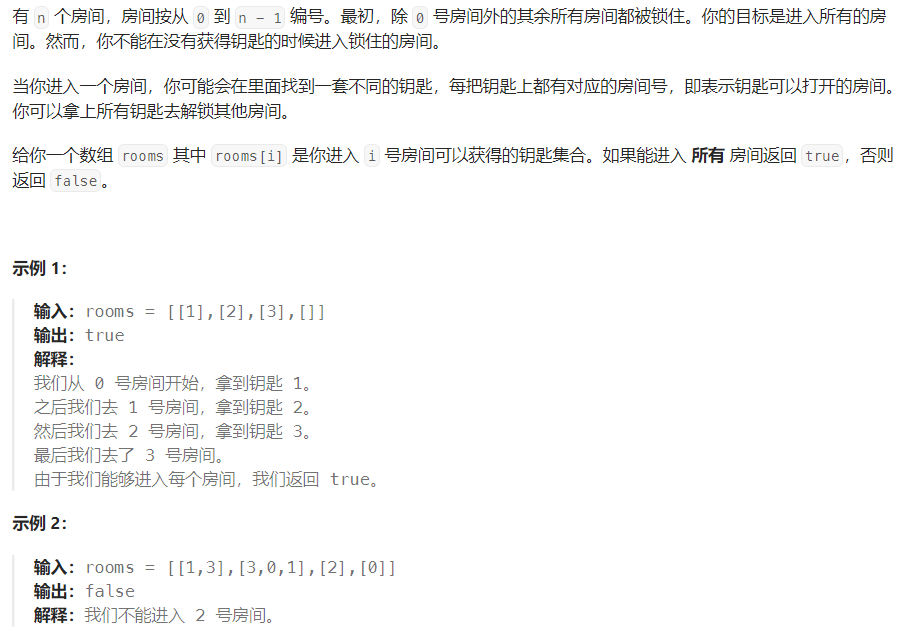 有 n 个房间，房间按从 0 到 n - 1 编号。最初，除 0 号房间外的其余所有房间都被锁住。你的目标是进入所有的房
间。然而，你不能在没有获得钥匙的时候进入锁住的房间。
当你进入一个房间，你可能会在里面找到一套不同的钥匙，每把钥匙上都有对应的房间号，即表示钥匙可以打开的房间。
你可以拿上所有钥匙去解锁其他房间。
给你一个数组 rooms 其中 rooms[i] 是你进入 i 号房间可以获得的钥匙集合。如果能进入 所有 房间返回 true，否则
返回 false。
示例 1：
输入：rooms = [[1],[2],[3],[]]
输出：true
解释：
我们从 0 号房间开始，拿到钥匙 1。
之后我们去 1 号房间，拿到钥匙 2。
然后我们去 2 号房间，拿到钥匙 3。
最后我们去了 3 号房间。
由于我们能够进入每个房间，我们返回 true。
示例 2：
输入：rooms = [[1,3],[3,0,1],[2],[0]]
输出：false
解释：我们不能进入 2 号房间。